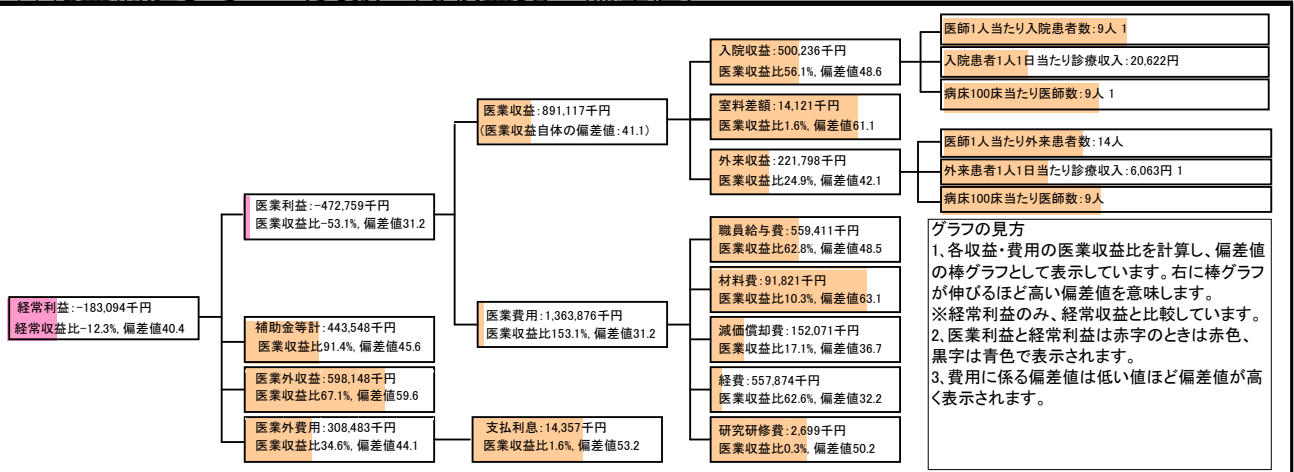 経常利益:-183,094千円
経常収支比-12.3%, 偏差値40.4
医業利益:-472,759千円
医業収益比-53.1%, 偏差値31.2
補助金等計:443,548千円
医業収益比91.4%, 偏差値45.6
医業外収益:598,148千円
医業収益比67.1%, 偏差値59.6
医業外費用:308,483千円
医業収益比34.6%, 偏差値44.1
医業収益:891,117千円
(医業収益自体の偏差値:41.1)
医業費用:1,363,876千円
医業収益比153.1%, 偏差値31.2
支払利息:14,357千円
医業収益比1.6%, 偏差値53.2
入院収益:500,236千円
医業収益比56.1%, 偏差値48.6
室料差額:14,121千円
医業収益比1.6%, 偏差値61.1
外来収益:221,798千円
医業収益比24.9%, 偏差値42.1
職員給与費:559,411千円
医業収益比62.8%, 偏差値48.5
材料費:91,821千円
医業収益比10.3%, 偏差値63.1
減価償却費:152,071千円
医業収益比17.1%, 偏差値36.7
経費:557,874千円
医業収益比62.6%, 偏差値32.2
研究研修費:2,699千円
医業収益比0.3%, 偏差値50.2
医師1人当たり入院患者数:9人 1
入院患者1人1日当たり診療収入:20,622円
病床100床当たり医師数:9人 1
医師1人当たり外来患者数:14人
外来患者1人1日当たり診療収入:6,063円 1
病床100床当たり医師数:9人
グラフの見方
1、各収益・費用の医業収益比を計算し、偏差値
の棒グラフとして表示しています。右に棒グラフ
が伸びるほど高い偏差値を意味します。
※経常利益のみ、経常収益と比較しています。
2、医業利益と経常利益は赤字のときは赤色、
黒字は青色で表示されます。
3、費用に係る偏差値は低い値ほど偏差値が高
く表示されます。